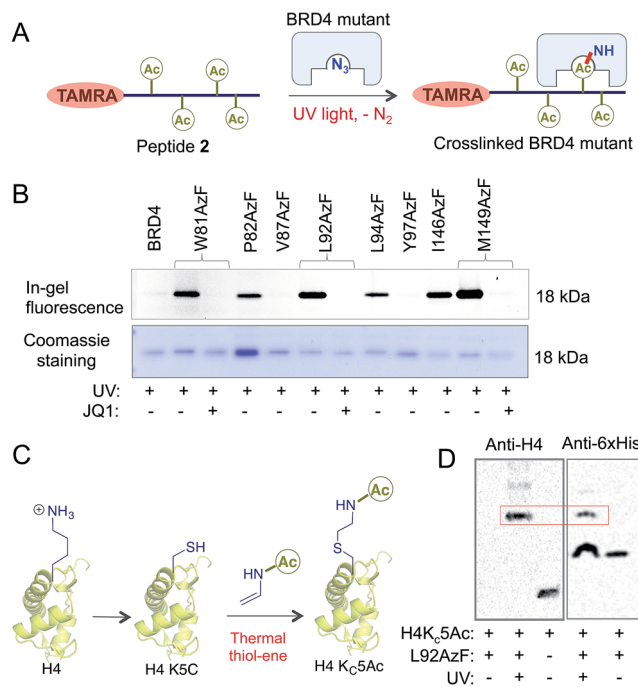 A
BRD4 mutant
N3
UV light, - N2
TAMRA
Ac
Ac
Ac
Ac
Peptide 2
TAMRA
Ac
Ac
Ac
Ac
NH
Crosslinked BRD4 mutant
B
BRD4
W81AzF
P82AzF
V87AzF
L92AzF
L94AzF
Y97AzF
I146AzF
M149AzF
In-gel
fluorescence
18 kDa
Coomassie
staining
18 kDa
UV: + + + + + + + + + + + +
JQ1: - - + - - - + - - - - +
C
⊕
NH3
H4
SH
H4 K5C
HN
Ac
Thermal
thiol-ene
HN
Ac
S
H4 KC5Ac
D
Anti-H4 Anti-6xHis
H4Kc5Ac: + + + + +
L92AzF: + + - + +
UV: - + - + -